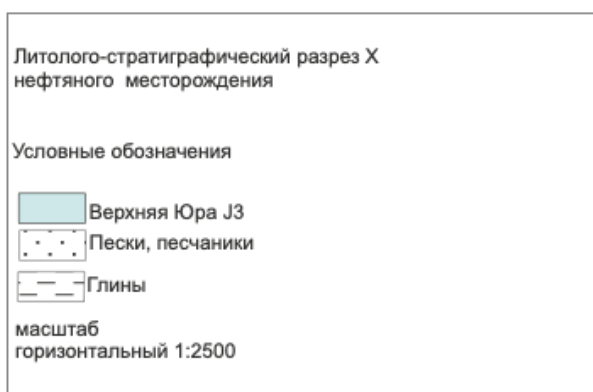 Литолого-стратиграфический разрез X
нефтяного месторождения
Условные обозначения
Верхняя Юра J3
Пески, песчаники
Глины
масштаб
горизонтальный 1:2500